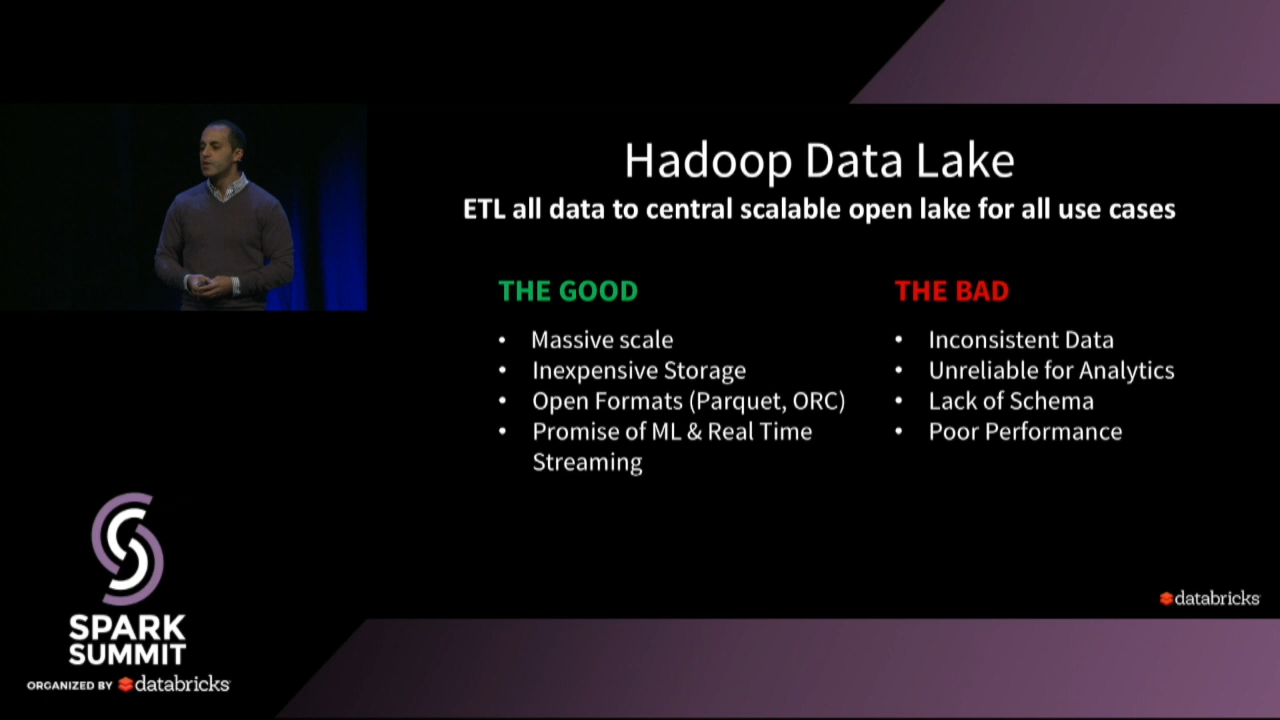 Hadoop Data Lake
ETL all data to central scalable open lake for all use cases
THE GOOD
• Massive scale
• Inexpensive Storage
• Open Formats (Parquet, ORC)
• Promise of ML & Real Time
Streaming
THE BAD
• Inconsistent Data
• Unreliable for Analytics
• Lack of Schema
• Poor Performance
databricks
SPARK
SUMMIT
ORGANIZED BY databricks